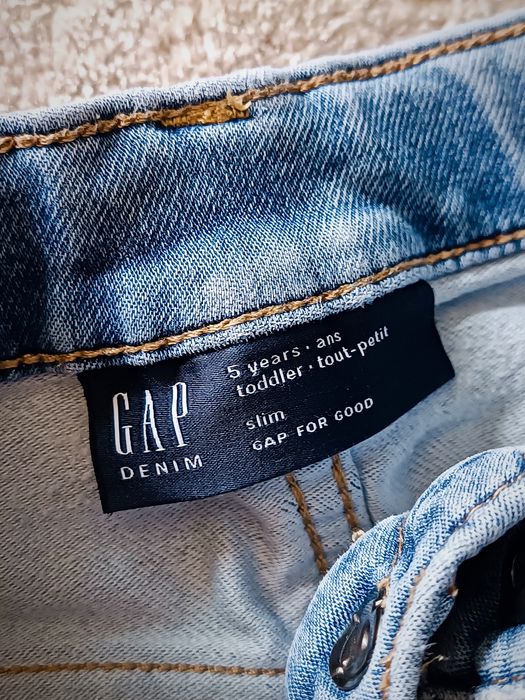 GAP
DENIM
5 years · ans
toddler · tout-petit
slim
GAP FOR GOOD